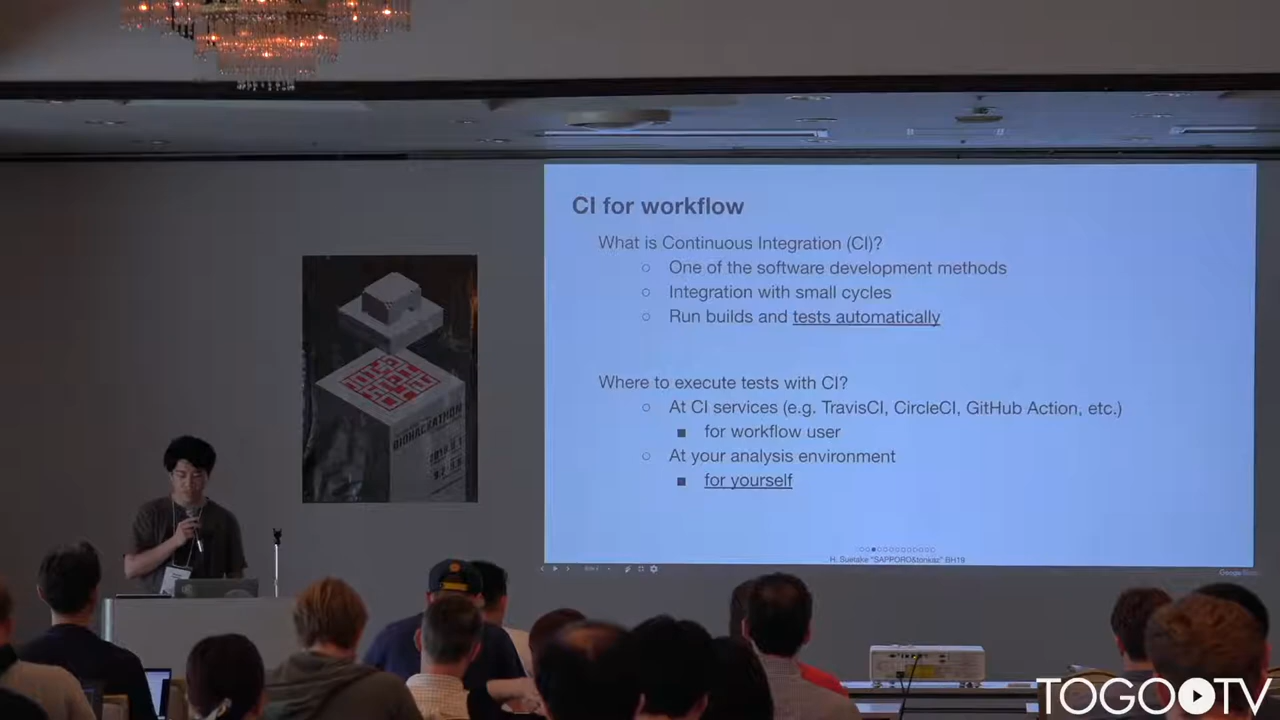 CI for workflow
What is Continuous Integration (CI)?
One of the software development methods
Integration with small cycles
Run builds and tests automatically
Where to execute tests with CI?
At CI services (e.g. TravisCI, CircleCI, GitHub Action, etc.)
for workflow user
At your analysis environment
for yourself
H. Suetake "SAPPORO&tonkaz" BH19
BIOHACKATHON
TOGOTV